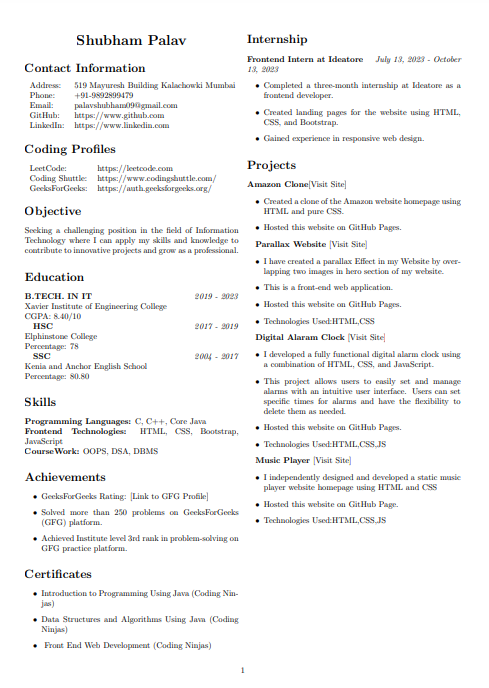 Shubham Palav
Contact Information
Address: 519 Mayuresh Building Kalachowki Mumbai
Phone: +91-9892899479
Email: palavshubham09@gmail.com
GitHub: https://www.github.com
LinkedIn: https://www.linkedin.com
Coding Profiles
LeetCode: https://leetcode.com
Coding Shuttle: https://www.codingshuttle.com/
GeeksForGeeks: https://auth.geeksforgeeks.org/
Objective
Seeking a challenging position in the field of Information
Technology where I can apply my skills and knowledge to
contribute to innovative projects and grow as a professional.
Education
B.TECH. IN IT 2019 - 2023
Xavier Institute of Engineering College
CGPA: 8.40/10
HSC 2017 - 2019
Elphinstone College
Percentage: 78
SSC 2004 - 2017
Kenia and Anchor English School
Percentage: 80.80
Skills
Programming Languages: C, C++, Core Java
Frontend Technologies: HTML, CSS, Bootstrap,
JavaScript
CourseWork: OOPS, DSA, DBMS
Achievements
• GeeksForGeeks Rating: [Link to GFG Profile]
• Solved more than 250 problems on GeeksForGeeks
(GFG) platform.
• Achieved Institute level 3rd rank in problem-solving on
GFG practice platform.
Certificates
• Introduction to Programming Using Java (Coding Nin-
jas)
• Data Structures and Algorithms Using Java (Coding
Ninjas)
• Front End Web Development (Coding Ninjas)
Internship
Frontend Intern at Ideatore July 13, 2023 - October
13, 2023
• Completed a three-month internship at Ideatore as a
frontend developer.
• Created landing pages for the website using HTML,
CSS, and Bootstrap.
• Gained experience in responsive web design.
Projects
Amazon Clone[Visit Site]
• Created a clone of the Amazon website homepage using
HTML and pure CSS.
• Hosted this website on GitHub Pages.
Parallax Website [Visit Site]
• I have created a parallax Effect in my Website by over-
lapping two images in hero section of my website.
• This is a front-end web application.
• Hosted this website on GitHub Pages.
• Technologies Used:HTML,CSS
Digital Alaram Clock [Visit Site]
• I developed a fully functional digital alarm clock using
a combination of HTML, CSS, and JavaScript.
• This project allows users to easily set and manage
alarms with an intuitive user interface. Users can set
specific times for alarms and have the flexibility to
delete them as needed.
• Hosted this website on GitHub Pages.
• Technologies Used:HTML,CSS,JS
Music Player [Visit Site]
• I independently designed and developed a static music
player website homepage using HTML and CSS
• Hosted this website on GitHub Page.
• Technologies Used:HTML,CSS,JS
1